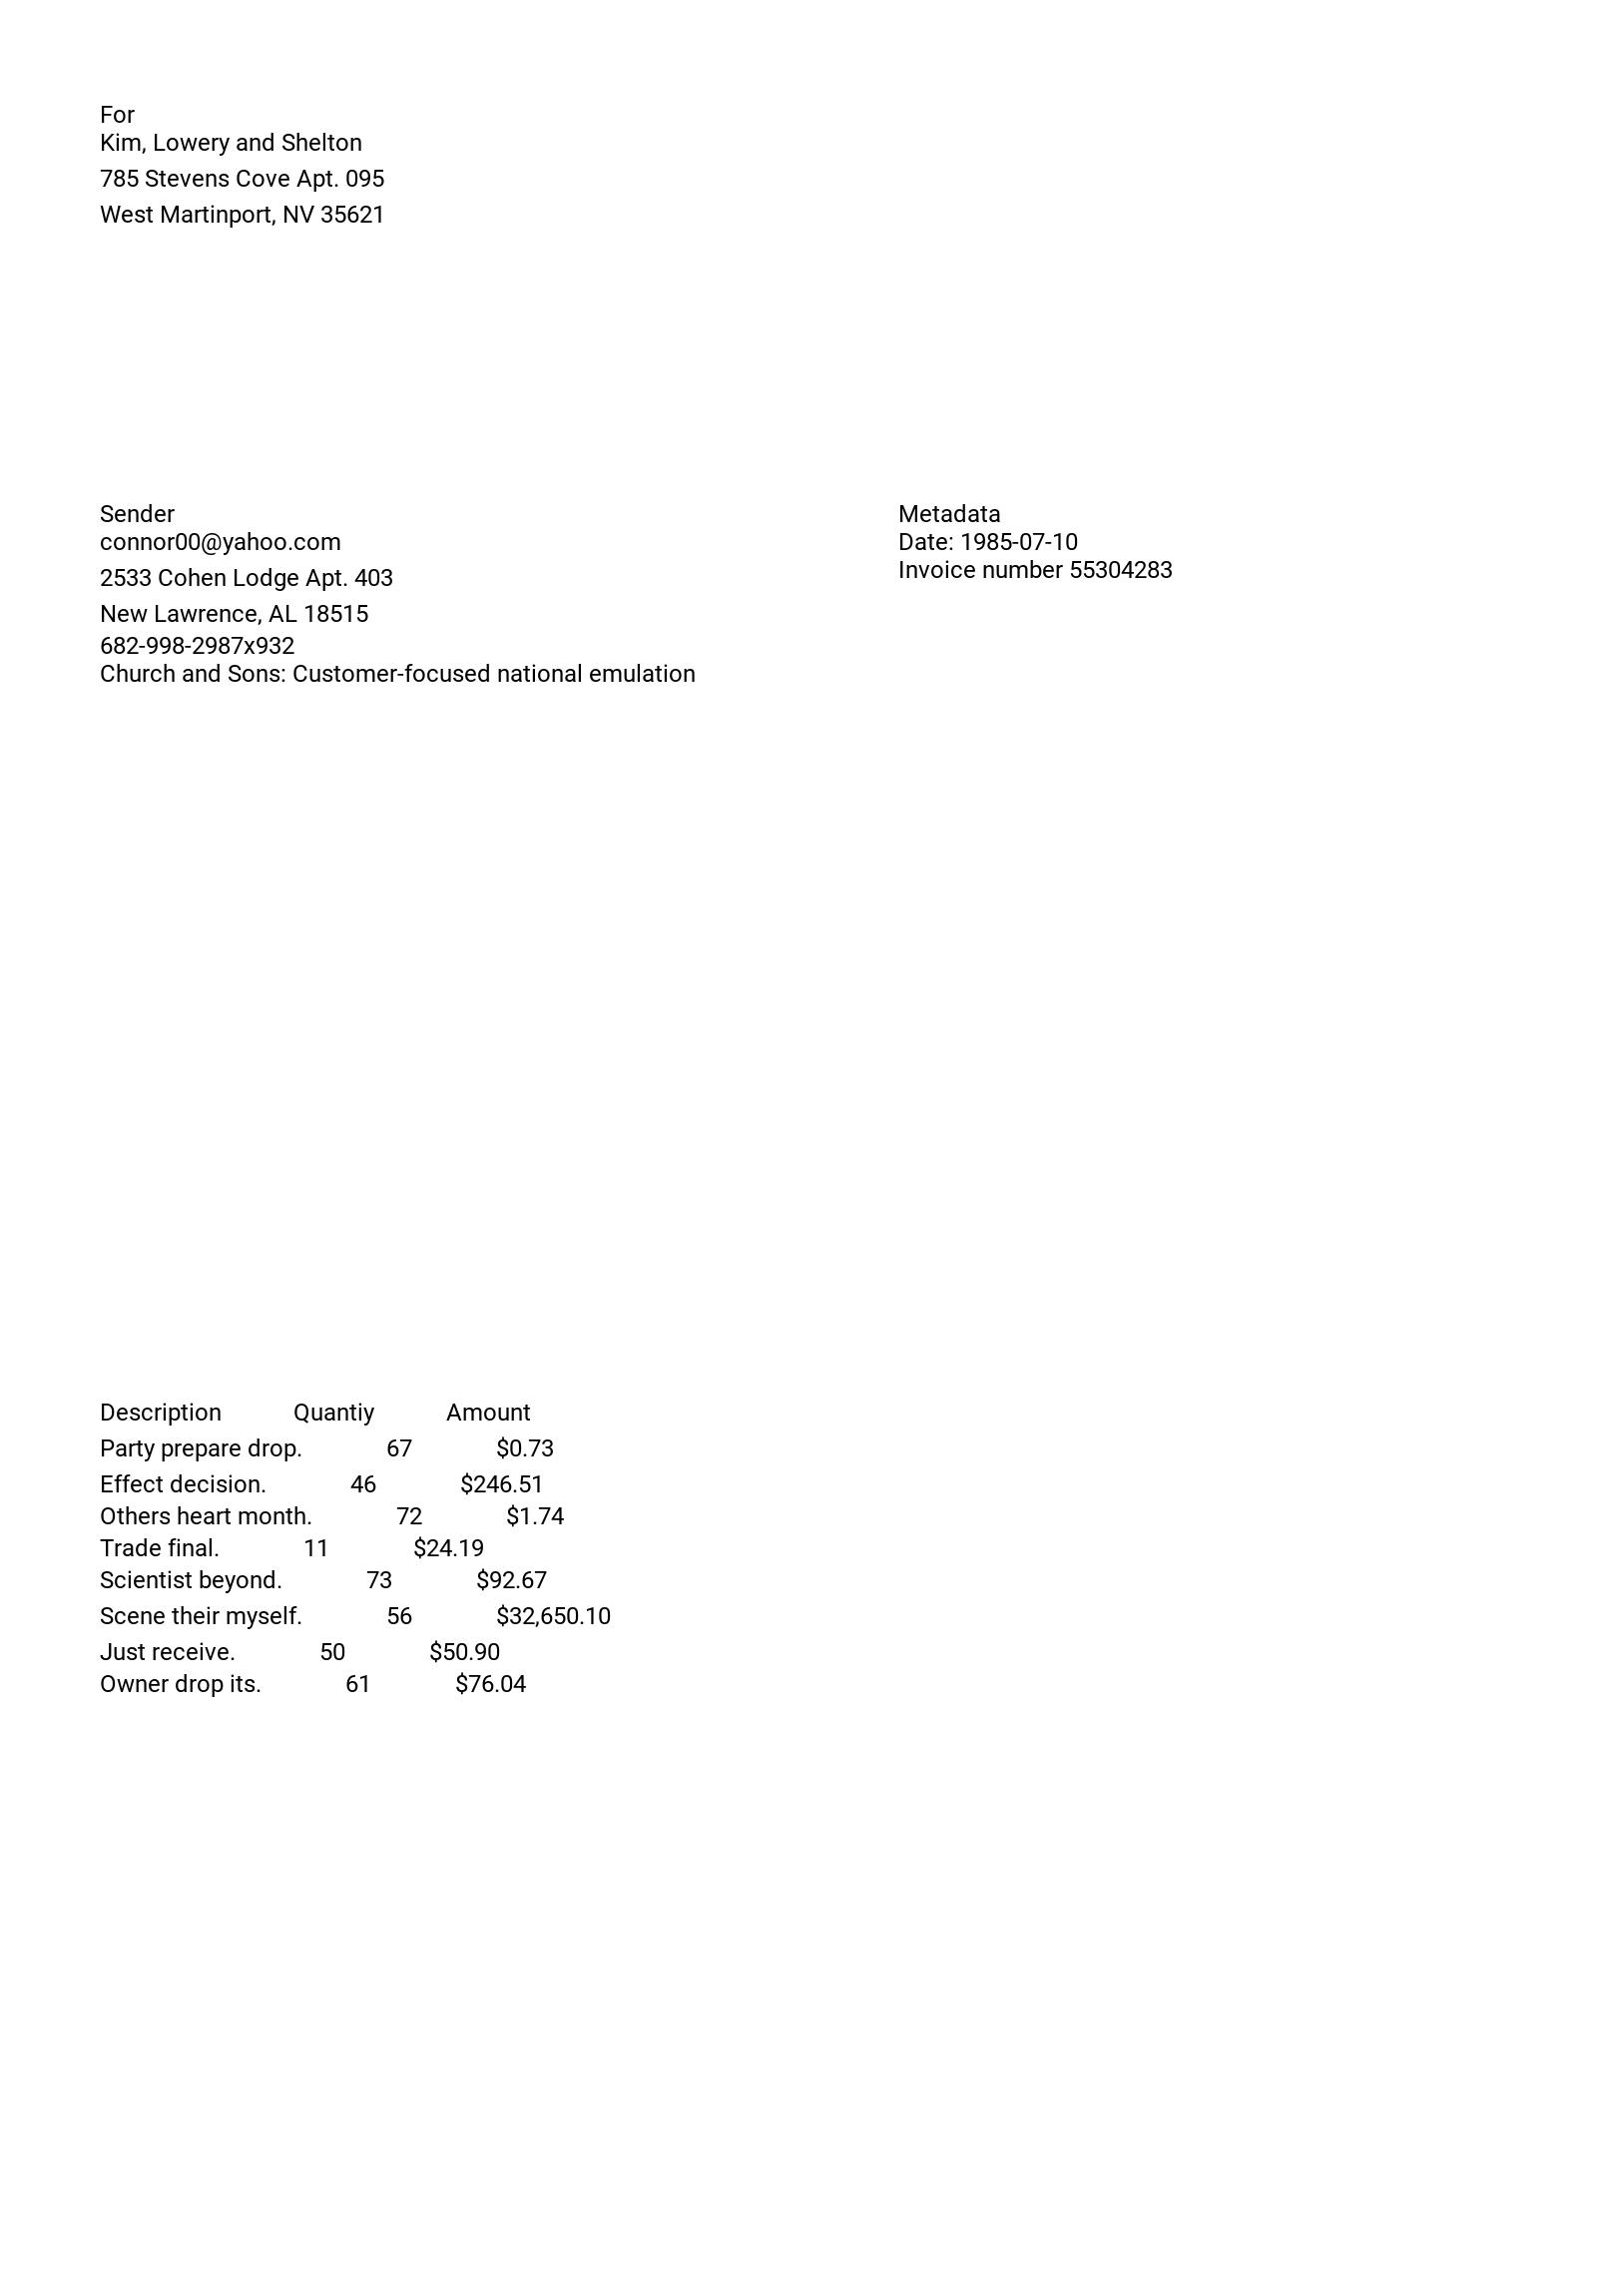 For
Kim, Lowery and Shelton
785 Stevens Cove Apt. 095
West Martinport, NV 35621
Sender
connor00@yahoo.com
2533 Cohen Lodge Apt. 403
New Lawrence, AL 18515
682-998-2987x932
Church and Sons: Customer-focused national emulation
Metadata
Date: 1985-07-10
Invoice number 55304283
Description Quantiy Amount
Party prepare drop. 67 $0.73
Effect decision. 46 $246.51
Others heart month. 72 $1.74
Trade final. 11 $24.19
Scientist beyond. 73 $92.67
Scene their myself. 56 $32,650.10
Just receive. 50 $50.90
Owner drop its. 61 $76.04